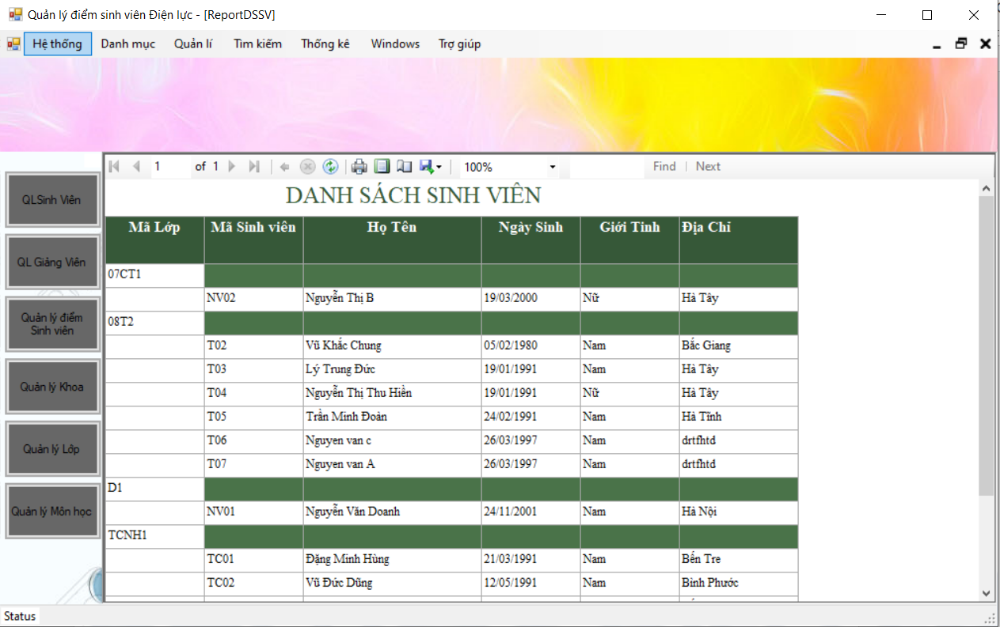 Quản lý điểm sinh viên Điện lực - [ReportDSSV]
Hệ thống Danh mục Quản lí Tìm kiếm Thống kê Windows Trợ giúp
1 of 1 100% Find Next
QLSinh Viên
QL Giảng Viên
Quản lý điểm
Sinh viên
Quản lý Khoa
Quản lý Lớp
Quản lý Môn học
DANH SÁCH SINH VIÊN
Mã Lớp Mã Sinh viên Họ Tên Ngày Sinh Giới Tính Địa Chỉ
07CT1
NV02 Nguyễn Thị B 19/03/2000 Nữ Hà Tây
08T2
T02 Vũ Khắc Chung 05/02/1980 Nam Bắc Giang
T03 Lý Trung Đức 19/01/1991 Nam Hà Tây
T04 Nguyễn Thị Thu Hiền 19/01/1991 Nữ Hà Tây
T05 Trần Minh Đoàn 24/02/1991 Nam Hà Tĩnh
T06 Nguyen van c 26/03/1997 Nam drtfhtd
T07 Nguyen van A 26/03/1997 Nam drtfhtd
D1
NV01 Nguyễn Văn Doanh 24/11/2001 Nam Hà Nội
TCNH1
TC01 Đặng Minh Hùng 21/03/1991 Nam Bến Tre
TC02 Vũ Đức Dũng 12/05/1991 Nam Bình Phước
Status